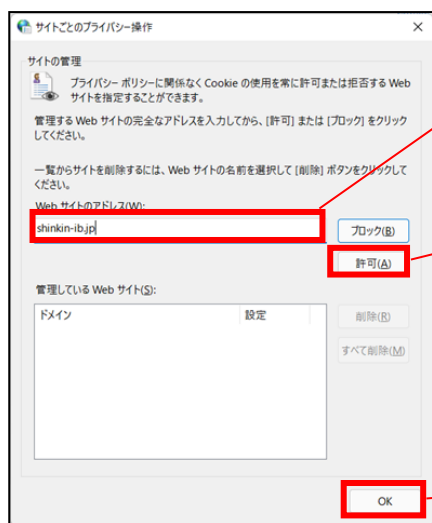 サイトごとのプライバシー操作
サイトの管理
プライバシー ポリシーに関係なく Cookie の使用を常に許可または拒否する Web
サイトを指定することができます。
管理する Web サイトの完全なアドレスを入力してから、[許可] または [ブロック] をクリック
してください。
一覧からサイトを削除するには、Web サイトの名前を選択して [削除] ボタンをクリックして
ください。
Web サイトのアドレス(W):
shinkin-ib.jp
ブロック(B)
許可(A)
管理している Web サイト(S):
ドメイン 設定
削除(R)
すべて削除(M)
OK